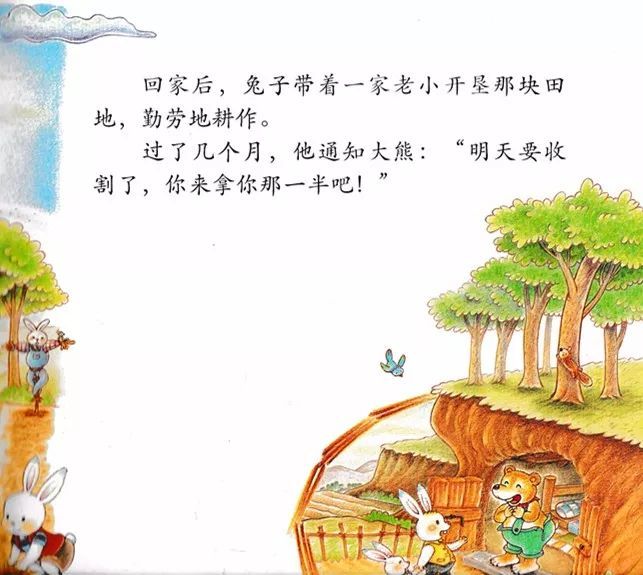 回家后，兔子带着一家老小开垦那块田
地，勤劳地耕作。
过了几个月，他通知大熊：“明天要收
割了，你来拿你那一半吧！”